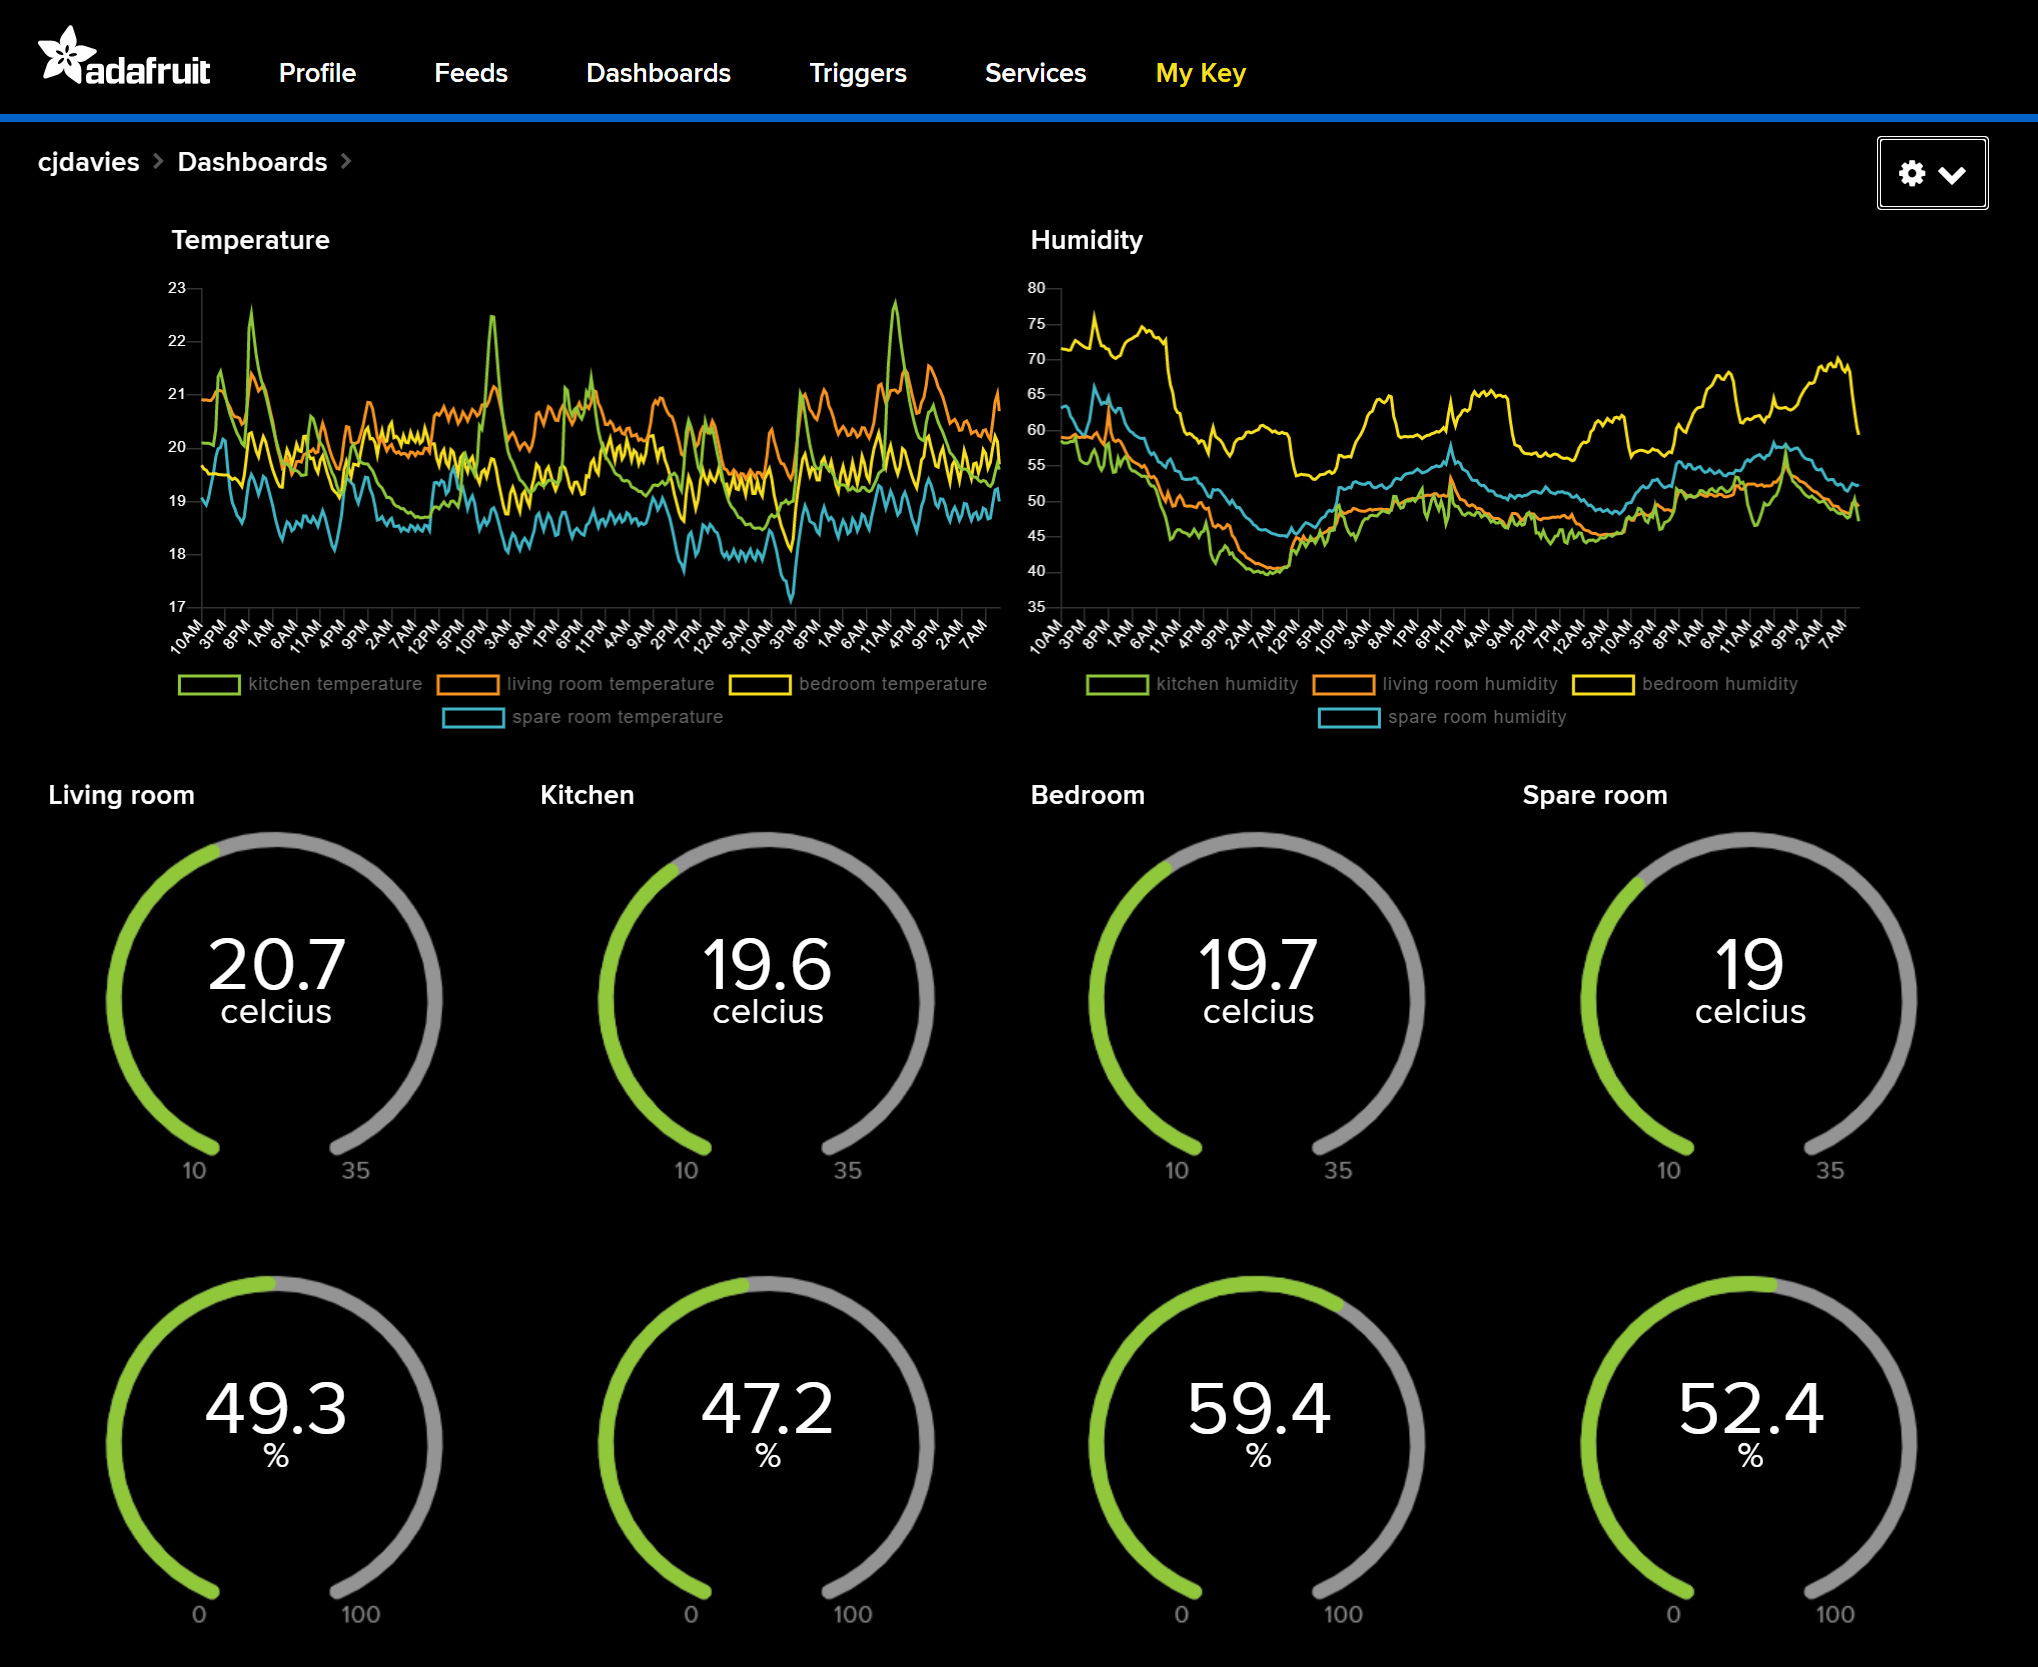 adafruit Profile Feeds Dashboards Triggers Services My Key
cjdavies Dashboards
Temperature
23
22
21
20
19
18
17
10AM 3PM 8PM 1AM 6AM 11AM 4PM 9PM 2AM 7AM 12PM 5PM 10PM 3AM 8AM 1PM 6PM 11PM 4AM 9AM 2PM 7PM 12AM 5AM 10AM 3PM 8PM 1AM 6AM 11AM 4PM 9PM 2AM 7AM
kitchen temperature living room temperature bedroom temperature
spare room temperature
Humidity
80
75
70
65
60
55
50
45
40
35
10AM 3PM 8PM 1AM 6AM 11AM 4PM 9PM 2AM 7AM 12PM 5PM 10PM 3AM 8AM 1PM 6PM 11PM 4AM 9AM 2PM 7PM 12AM 5AM 10AM 3PM 8PM 1AM 6AM 11AM 4PM 9PM 2AM 7AM
kitchen humidity living room humidity bedroom humidity
spare room humidity
Living room Kitchen Bedroom Spare room
20.7 19.6 19.7 19
celcius celcius celcius celcius
10 35 10 35 10 35 10 35
49.3 47.2 59.4 52.4
% % % %
0 100 0 100 0 100 0 100